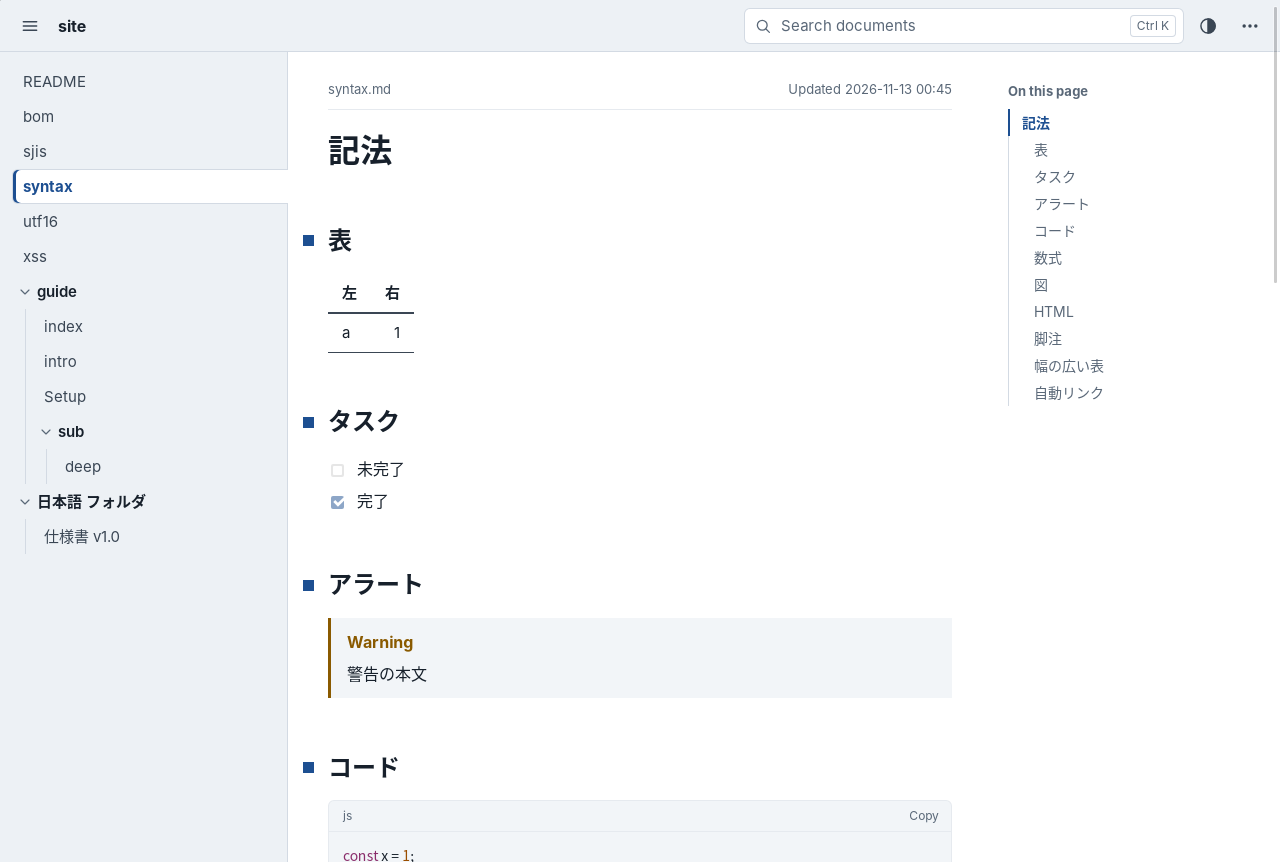 site
Search documents
Ctrl K
README
bom
sjis
syntax
utf16
xss
guide
index
intro
Setup
sub
deep
日本語 フォルダ
仕様書 v1.0
syntax.md
Updated 2026-11-13 00:45
記法
表
左 右
a 1
タスク
未完了
完了
アラート
Warning
警告の本文
コード
js
Copy
const x = 1;
On this page
記法
表
タスク
アラート
コード
数式
図
HTML
脚注
幅の広い表
自動リンク